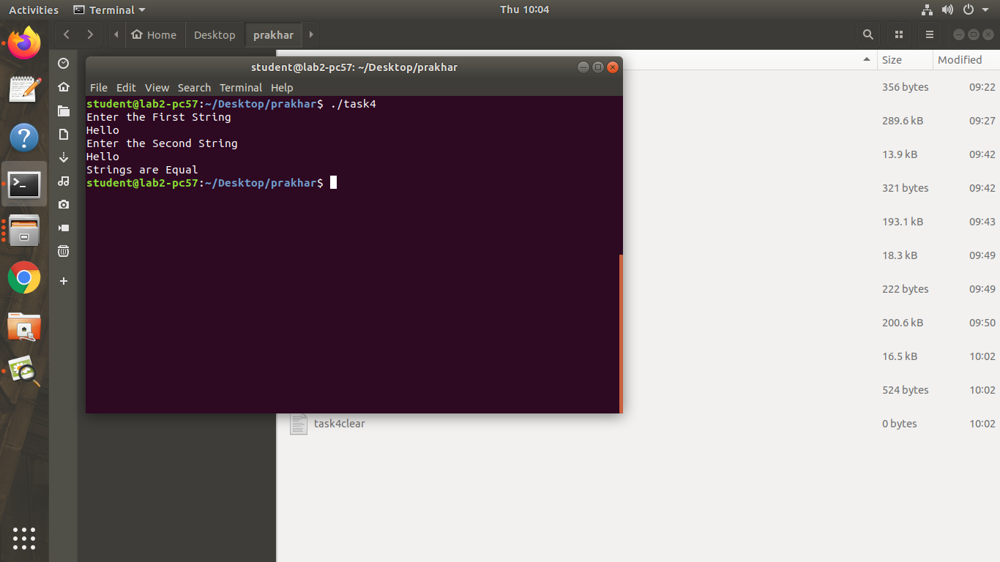 Activities Terminal Thu 10:04
Home Desktop prakhar
Size Modified
student@lab2-pc57: ~/Desktop/prakhar
File Edit View Search Terminal Help
student@lab2-pc57:~/Desktop/prakhar$ ./task4
Enter the First String
Hello
Enter the Second String
Hello
Strings are Equal
student@lab2-pc57:~/Desktop/prakhar$
356 bytes 09:22
289.6 kB 09:27
13.9 kB 09:42
321 bytes 09:42
193.1 kB 09:43
18.3 kB 09:49
222 bytes 09:49
200.6 kB 09:50
16.5 kB 10:02
524 bytes 10:02
task4clear 0 bytes 10:02